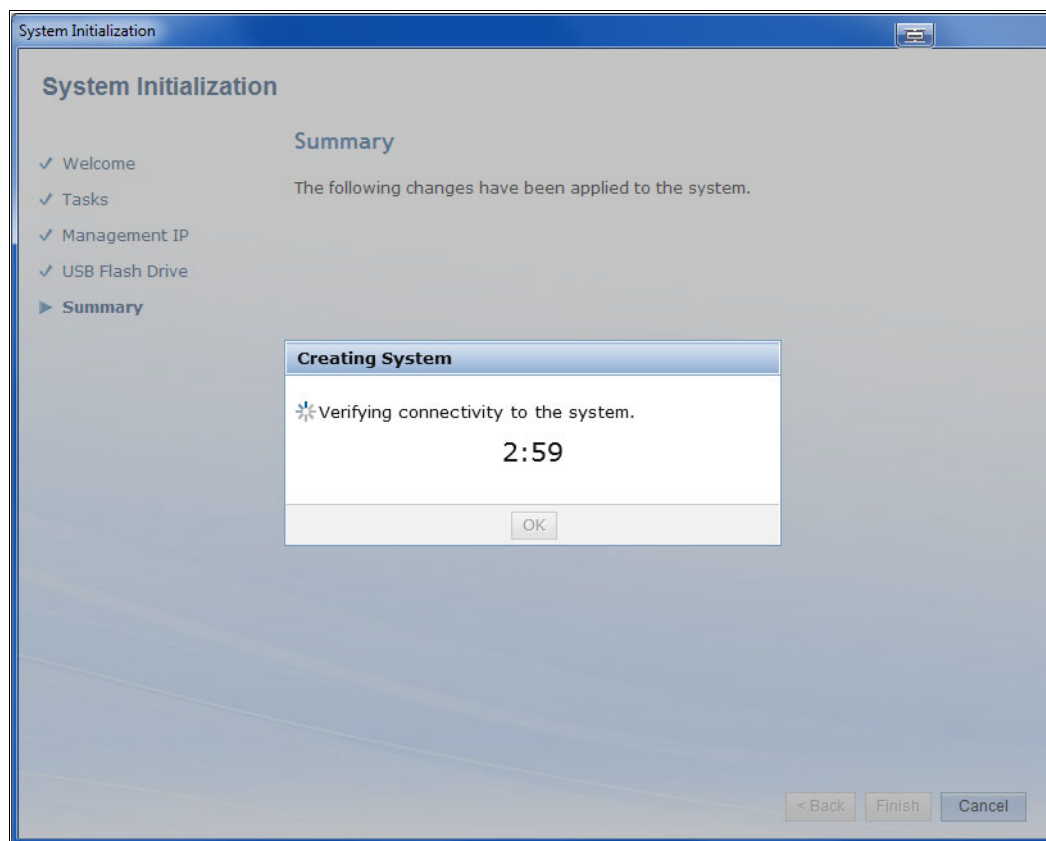 System Initialization
System Initialization
Welcome
Tasks
Management IP
USB Flash Drive
Summary
Summary
The following changes have been applied to the system.
Creating System
Verifying connectivity to the system.
2:59
OK
< Back
Finish
Cancel